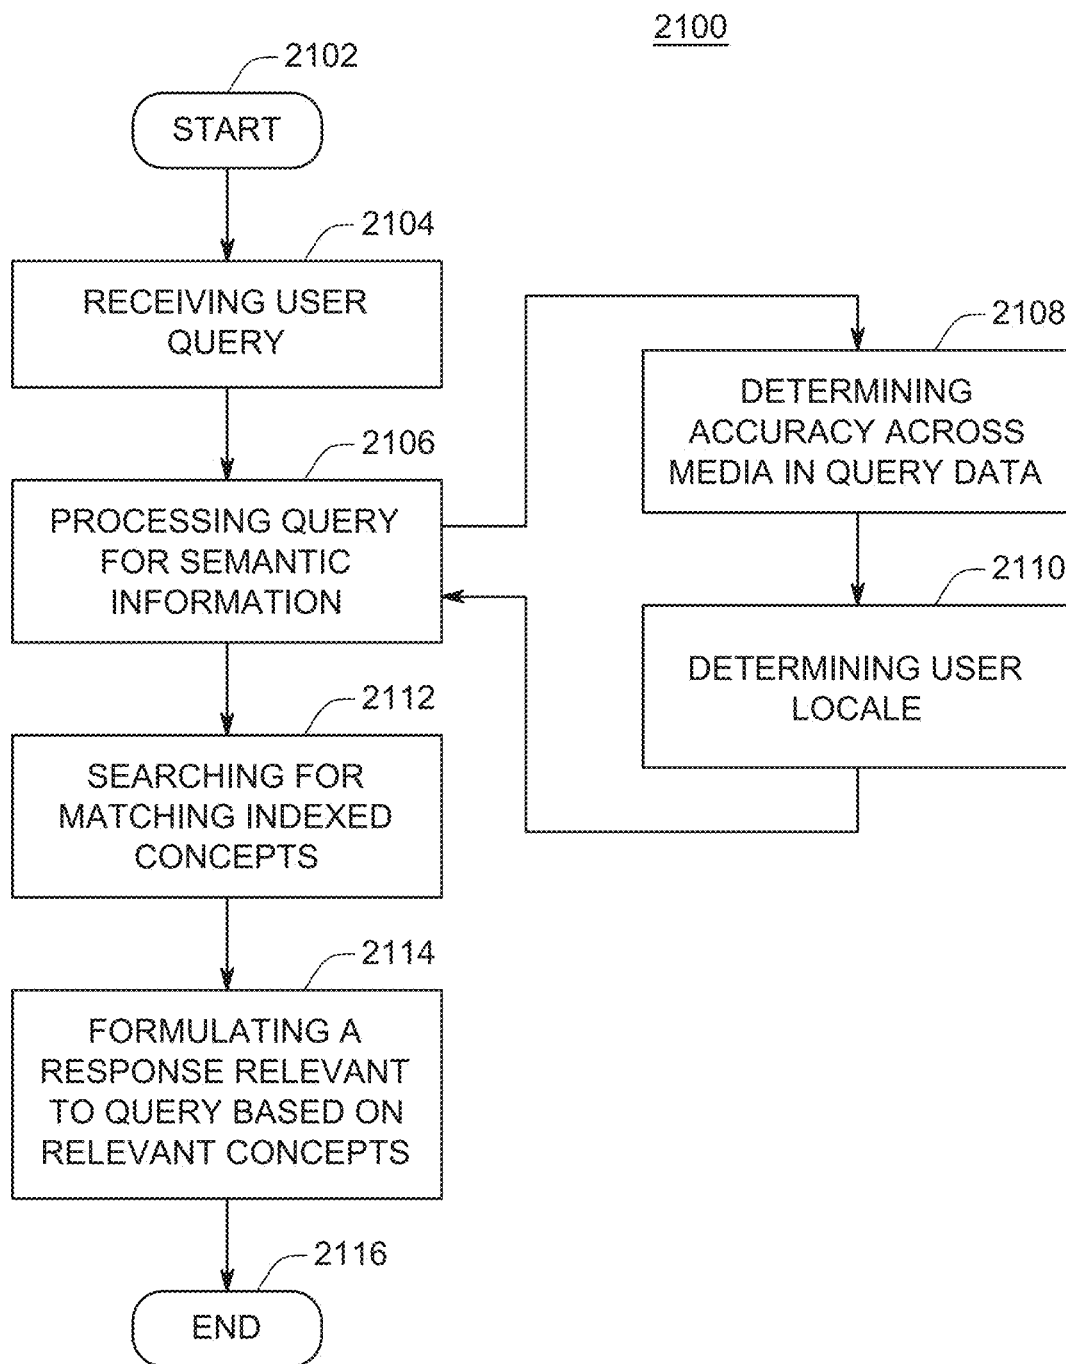 2100
2102
START
2104
RECEIVING USER
QUERY
2106
PROCESSING QUERY
FOR SEMANTIC
INFORMATION
2108
DETERMINING
ACCURACY ACROSS
MEDIA IN QUERY DATA
2110
DETERMINING USER
LOCALE
2112
SEARCHING FOR
MATCHING INDEXED
CONCEPTS
2114
FORMULATING A
RESPONSE RELEVANT
TO QUERY BASED ON
RELEVANT CONCEPTS
2116
END